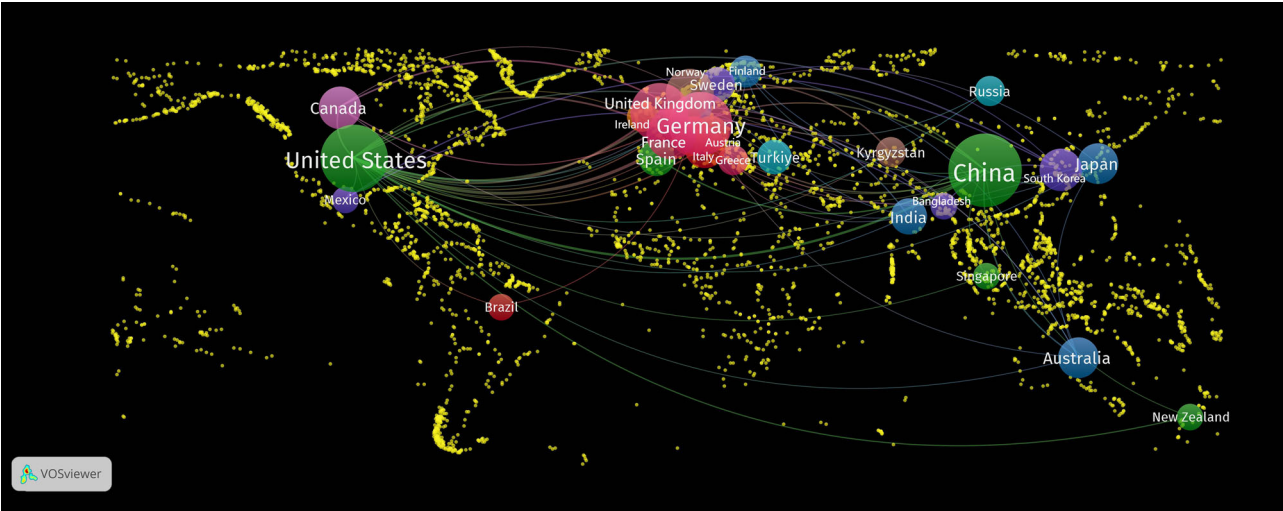 Norway
Finland
Sweden
Canada
United Kingdom
Russia
Ireland
Germany
France
Austria
Spain
Italy
Greece
Türkiye
Kyrgyzstan
United States
China
South Korea
Japan
Mexico
Bangladesh
India
Singapore
Brazil
Australia
New Zealand
VOSviewer